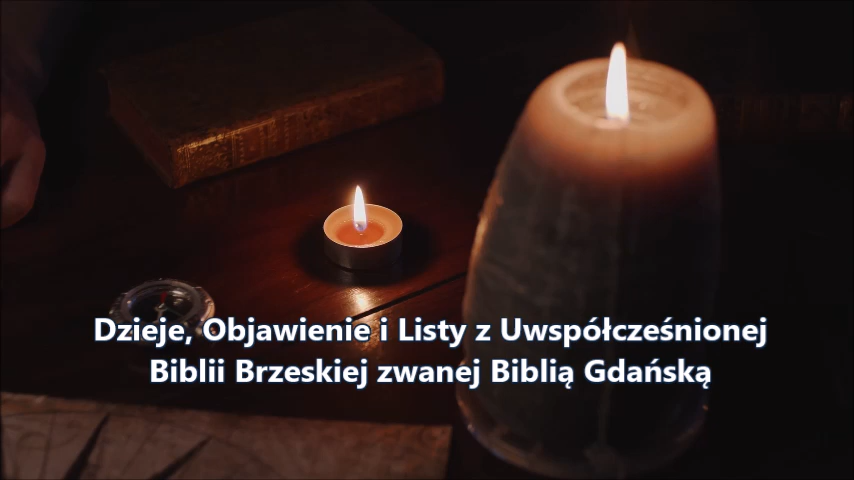 Dzieje, Objawienie i Listy z Uwspółcześnionej
Biblii Brzeskiej zwanej Biblią Gdańską